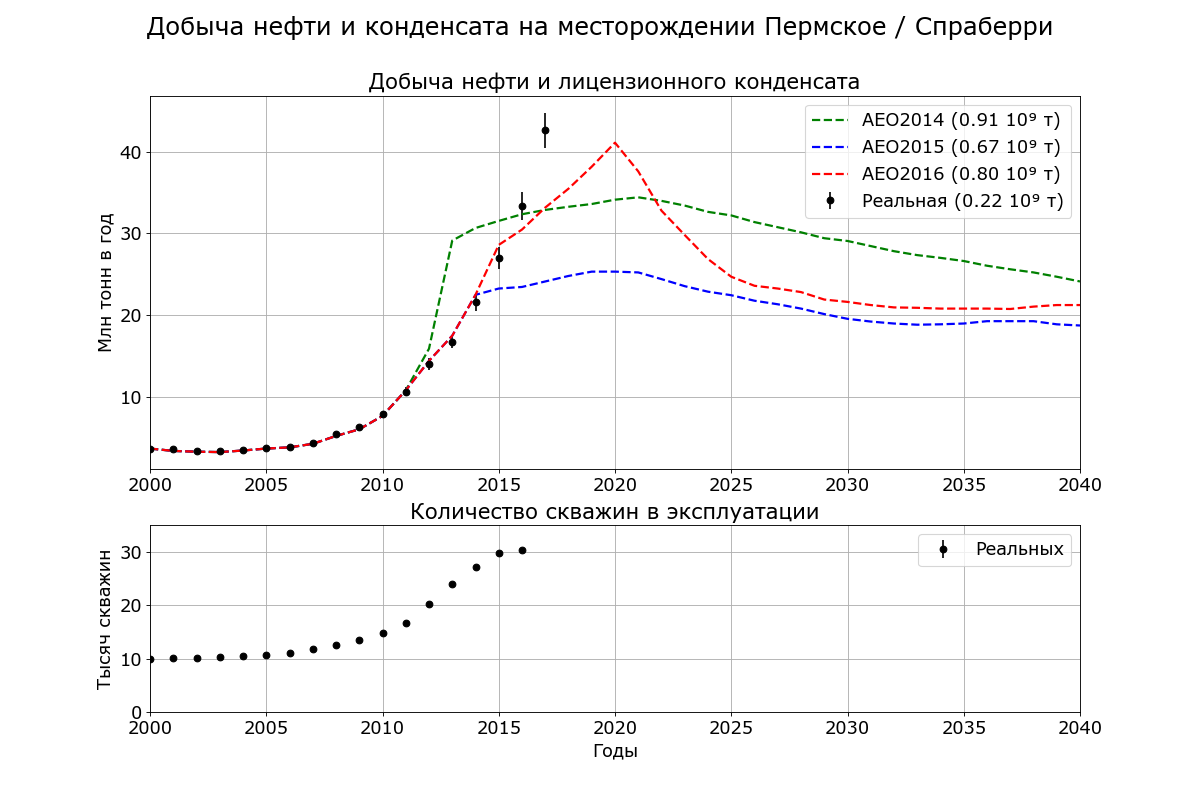 Добыча нефти и конденсата на месторождении Пермское / Спраберри
Добыча нефти и лицензионного конденсата
Млн тонн в год
40
30
20
10
AEO2014 (0.91 10⁹ т)
AEO2015 (0.67 10⁹ т)
AEO2016 (0.80 10⁹ т)
Реальная (0.22 10⁹ т)
2000 2005 2010 2015 2020 2025 2030 2035 2040
Количество скважин в эксплуатации
Тысяч скважин
30
20
10
0
Реальных
2000 2005 2010 2015 2020 2025 2030 2035 2040
Годы